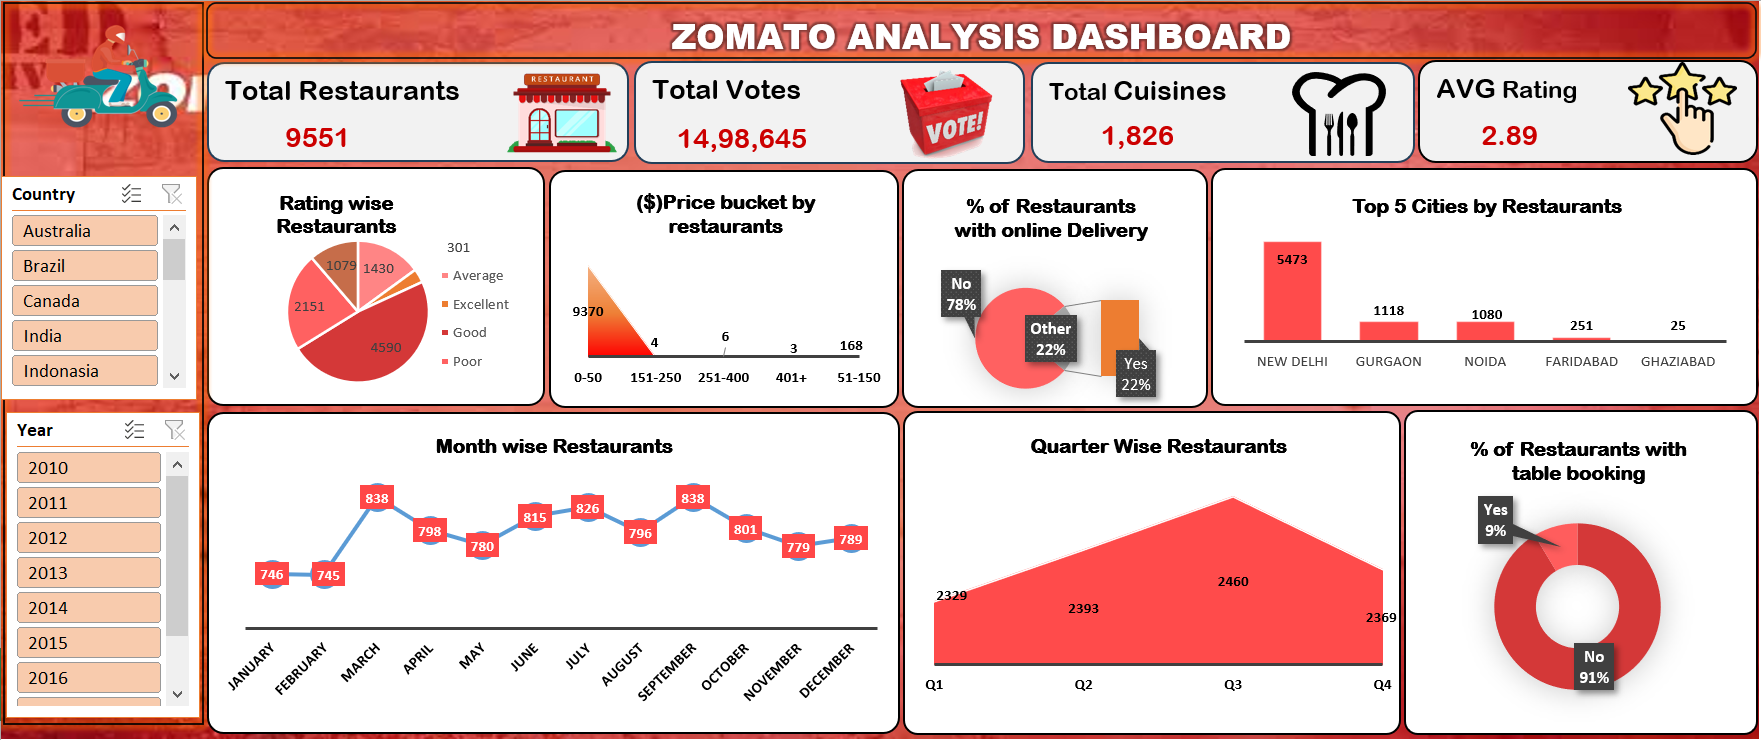 ZOMATO ANALYSIS DASHBOARD
Total Restaurants
9551
RESTAURANT
Total Votes
14,98,645
VOTE!
Total Cuisines
1,826
AVG Rating
2.89
Country
Australia
Brazil
Canada
India
Indonasia
Year
2010
2011
2012
2013
2014
2015
2016
Rating wise
Restaurants
301
1079
1430
2151
4590
Average
Excellent
Good
Poor
($)Price bucket by
restaurants
9370
4
6
3
168
0-50
151-250
251-400
401+
51-150
% of Restaurants
with online Delivery
No
78%
Other
22%
Yes
22%
Top 5 Cities by Restaurants
5473
1118
1080
251
25
NEW DELHI
GURGAON
NOIDA
FARIDABAD
GHAZIABAD
Month wise Restaurants
746
745
838
798
780
815
826
796
838
801
779
789
JANUARY
FEBRUARY
MARCH
APRIL
MAY
JUNE
JULY
AUGUST
SEPTEMBER
OCTOBER
NOVEMBER
DECEMBER
Quarter Wise Restaurants
2329
2393
2460
2369
Q1
Q2
Q3
Q4
% of Restaurants with
table booking
Yes
9%
No
91%